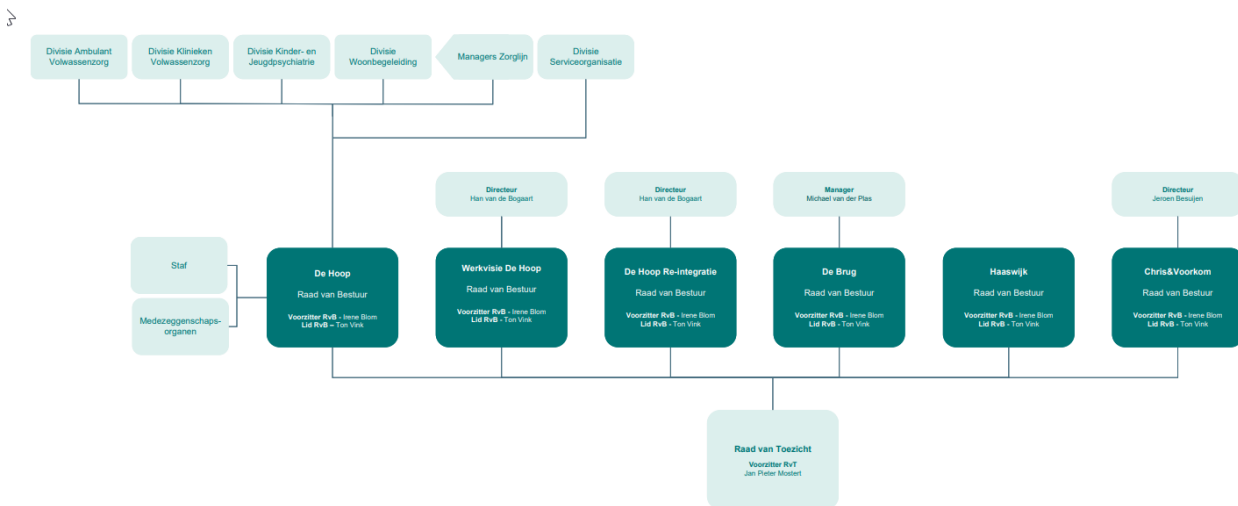 Divisie Ambulant
Volwassenzorg
Divisie Klinieken
Volwassenzorg
Divisie Kinder- en
Jeugdpsychiatrie
Divisie
Woonbegeleiding
Managers Zorglijn
Divisie
Serviceorganisatie
Directeur
Han van de Bogaart
Directeur
Han van de Bogaart
Manager
Michael van der Plas
Directeur
Jeroen Besuijen
Staf
Medezeggenschaps-
organen
De Hoop
Raad van Bestuur
Voorzitter RvB - Irene Blom
Lid RvB – Ton Vink
Werkvisie De Hoop
Raad van Bestuur
Voorzitter RvB - Irene Blom
Lid RvB - Ton Vink
De Hoop Re-integratie
Raad van Bestuur
Voorzitter RvB - Irene Blom
Lid RvB - Ton Vink
De Brug
Raad van Bestuur
Voorzitter RvB - Irene Blom
Lid RvB - Ton Vink
Haaswijk
Raad van Bestuur
Voorzitter RvB - Irene Blom
Lid RvB - Ton Vink
Chris&Voorkom
Raad van Bestuur
Voorzitter RvB - Irene Blom
Lid RvB - Ton Vink
Raad van Toezicht
Voorzitter RvT
Jan Pieter Mostert